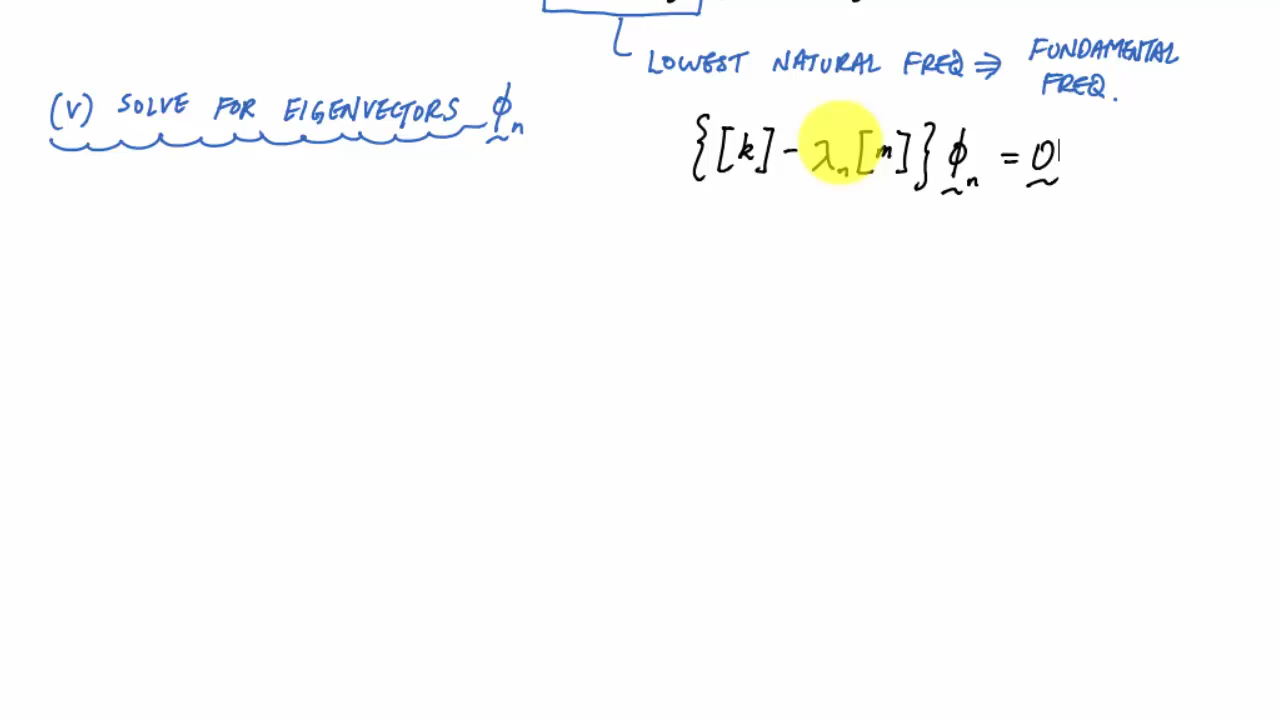 LOWEST NATURAL FREQ ⇒ FUNDAMENTAL FREQ.
(V) SOLVE FOR EIGENVECTORS ϕn
{[k] - λn[m]} ϕn = 0